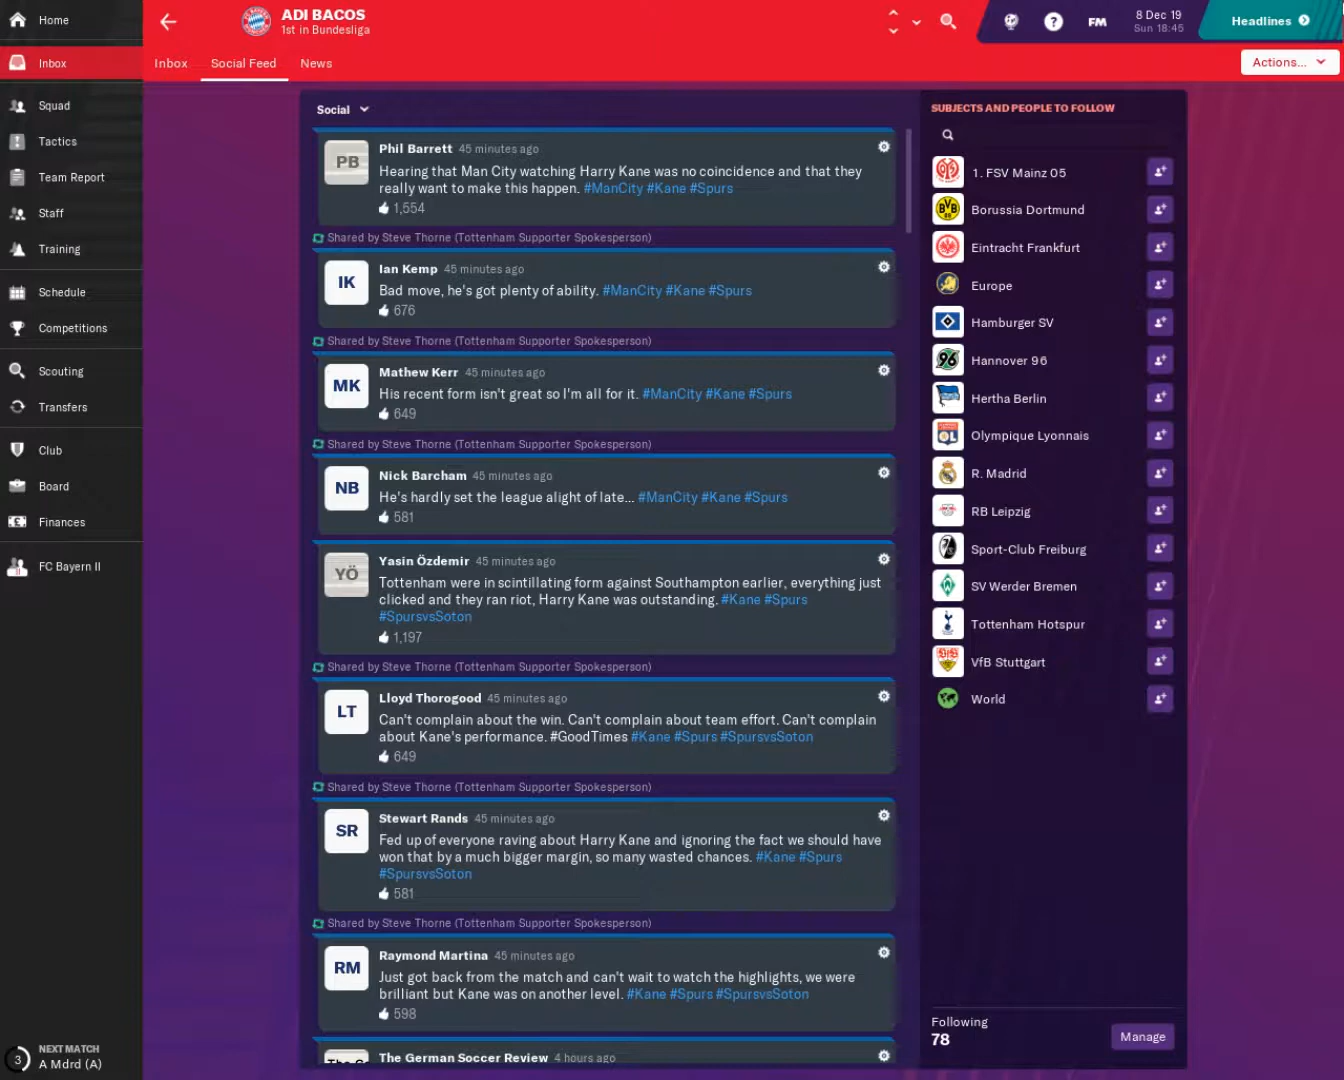 Home
Inbox
Squad
Tactics
Team Report
Staff
Training
Schedule
Competitions
Scouting
Transfers
Club
Board
Finances
FC Bayern II
3
NEXT MATCH
A Mdrd (A)
ADI BACOS
1st in Bundesliga
?
FM
8 Dec 19
Sun 18:45
Headlines
Inbox
Social Feed
News
Actions...
Social
PB
Phil Barrett 45 minutes ago
Hearing that Man City watching Harry Kane was no coincidence and that they
really want to make this happen. #ManCity #Kane #Spurs
1,554
Shared by Steve Thorne (Tottenham Supporter Spokesperson)
IK
Ian Kemp 45 minutes ago
Bad move, he's got plenty of ability. #ManCity #Kane #Spurs
676
Shared by Steve Thorne (Tottenham Supporter Spokesperson)
MK
Mathew Kerr 45 minutes ago
His recent form isn't great so I'm all for it. #ManCity #Kane #Spurs
649
Shared by Steve Thorne (Tottenham Supporter Spokesperson)
NB
Nick Barcham 45 minutes ago
He's hardly set the league alight of late... #ManCity #Kane #Spurs
581
YÖ
Yasin Özdemir 45 minutes ago
Tottenham were in scintillating form against Southampton earlier, everything just
clicked and they ran riot, Harry Kane was outstanding. #Kane #Spurs
#SpursvsSoton
1,197
Shared by Steve Thorne (Tottenham Supporter Spokesperson)
LT
Lloyd Thorogood 45 minutes ago
Can't complain about the win. Can't complain about team effort. Can't complain
about Kane's performance. #GoodTimes #Kane #Spurs #SpursvsSoton
649
Shared by Steve Thorne (Tottenham Supporter Spokesperson)
SR
Stewart Rands 45 minutes ago
Fed up of everyone raving about Harry Kane and ignoring the fact we should have
won that by a much bigger margin, so many wasted chances. #Kane #Spurs
#SpursvsSoton
581
Shared by Steve Thorne (Tottenham Supporter Spokesperson)
RM
Raymond Martina 45 minutes ago
Just got back from the match and can't wait to watch the highlights, we were
brilliant but Kane was on another level. #Kane #Spurs #SpursvsSoton
598
The German Soccer Review 4 hours ago
SUBJECTS AND PEOPLE TO FOLLOW
1. FSV Mainz 05
Borussia Dortmund
Eintracht Frankfurt
Europe
Hamburger SV
Hannover 96
Hertha Berlin
Olympique Lyonnais
R. Madrid
RB Leipzig
Sport-Club Freiburg
SV Werder Bremen
Tottenham Hotspur
VfB Stuttgart
World
Following
78
Manage